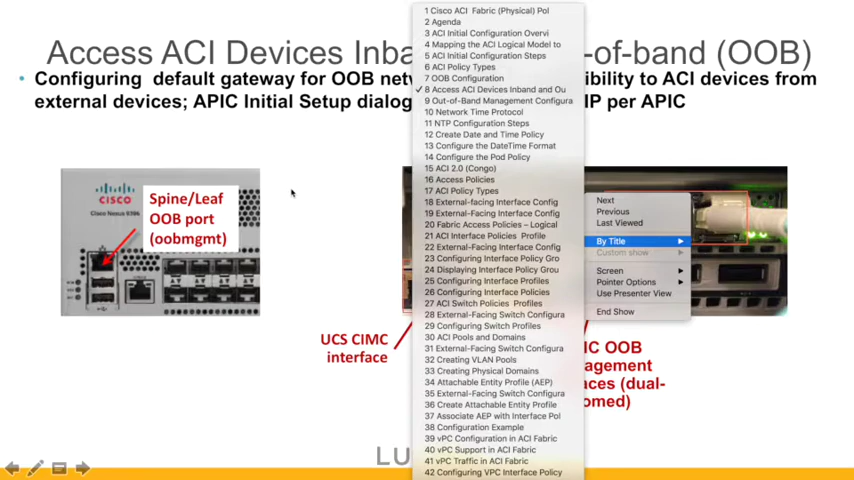 Access ACI Devices Inba
-of-band (OOB)
• Configuring default gateway for OOB net
ibility to ACI devices from
external devices; APIC Initial Setup dialog
IP per APIC
CISCO
Cisco Nexus
Spine/Leaf
OOB port
(oobmgmt)
UCS CIMC
interface
IC OOB
agement
aces (dual-
omed)
LU
1 Cisco ACI Fabric (Physical) Pol
2 Agenda
3 ACI Initial Configuration Overvi
4 Mapping the ACI Logical Model to
5 ACI Initial Configuration Steps
6 ACI Policy Types
7 OOB Configuration
✓ 8 Access ACI Devices Inband and Ou
9 Out-of-Band Management Configura
10 Network Time Protocol
11 NTP Configuration Steps
12 Create Date and Time Policy
13 Configure the DateTime Format
14 Configure the Pod Policy
15 ACI 2.0 (Congo)
16 Access Policies
17 ACI Policy Types
18 External-facing Interface Config
19 External-Facing Interface Config
20 Fabric Access Policies – Logical
21 ACI Interface Policies Profile
22 External-Facing Interface Config
23 Configuring Interface Policy Gro
24 Displaying Interface Policy Grou
25 Configuring Interface Profiles
26 Configuring Interface Policies
27 ACI Switch Policies Profiles
28 External-Facing Switch Configura
29 Configuring Switch Profiles
30 ACI Pools and Domains
31 External-Facing Switch Configura
32 Creating VLAN Pools
33 Creating Physical Domains
34 Attachable Entity Profile (AEP)
35 External-Facing Switch Configura
36 Create Attachable Entity Profile
37 Associate AEP with Interface Pol
38 Configuration Example
39 vPC Configuration in ACI Fabric
40 vPC Support in ACI Fabric
41 vPC Traffic in ACI Fabric
42 Configuring VPC Interface Policy
Next
Previous
Last Viewed
By Title
Custom show
Screen
Pointer Options
Use Presenter View
End Show